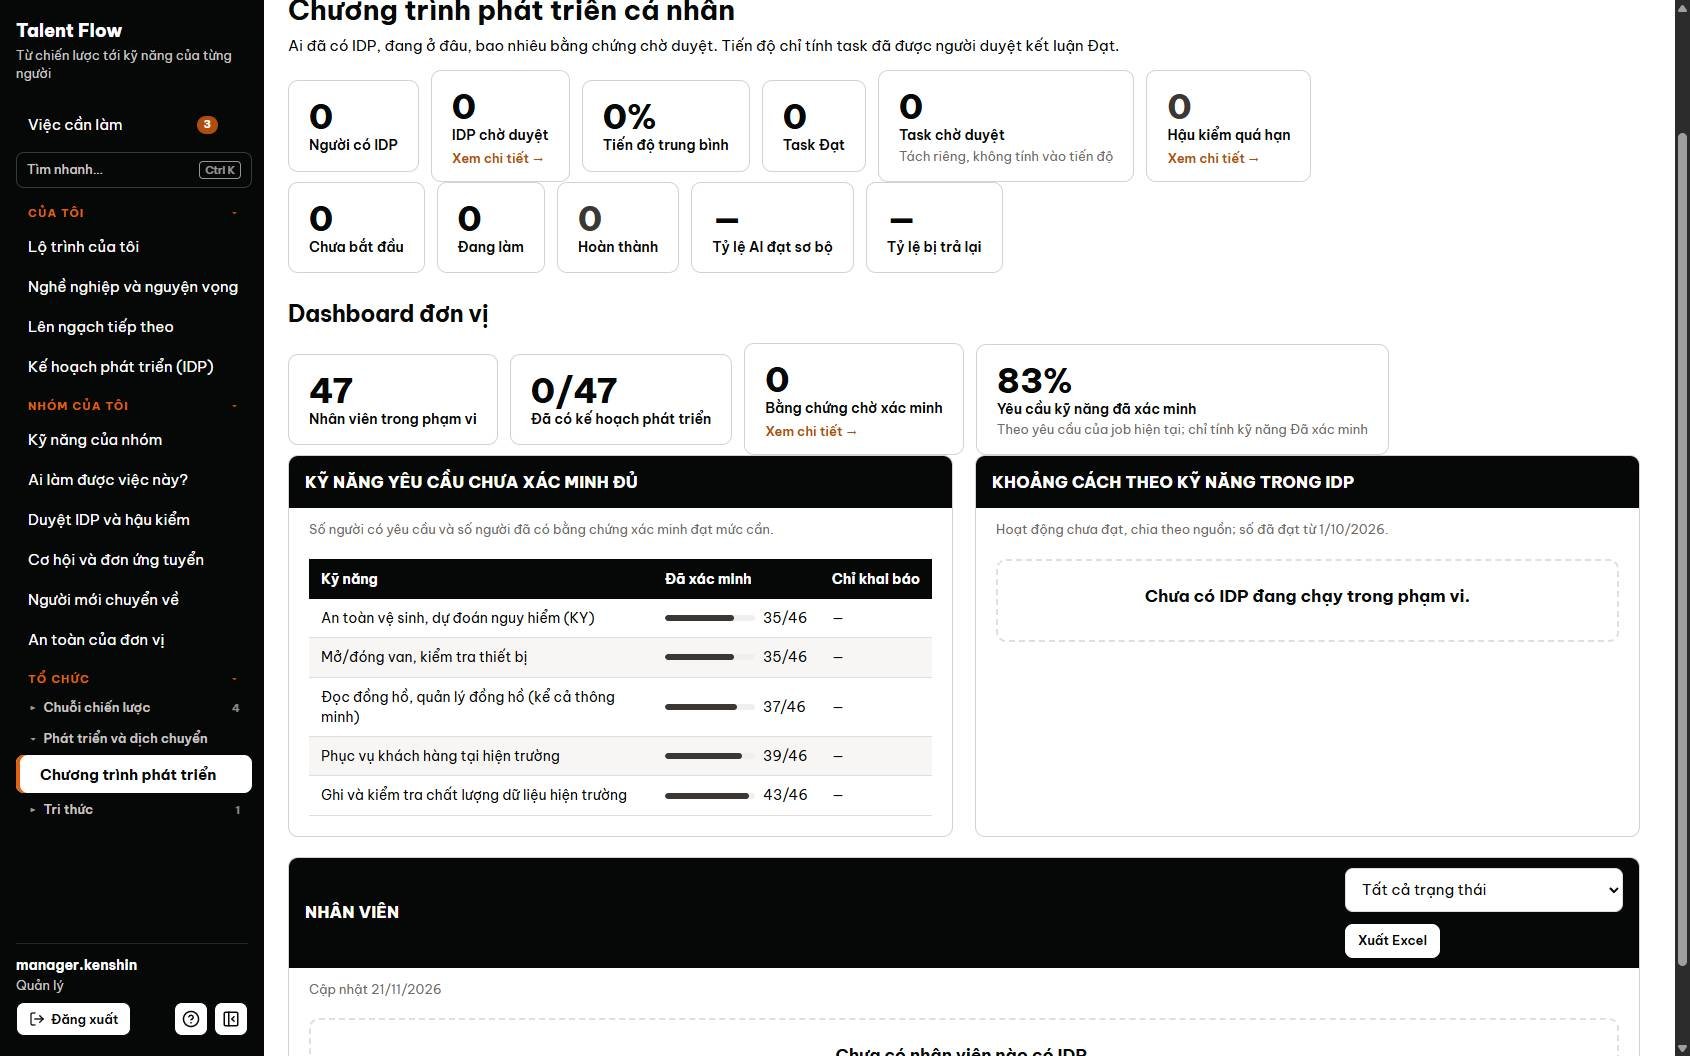 Talent Flow
Từ chiến lược tới kỹ năng của từng
người
Việc cần làm 3
Tìm nhanh... Ctrl K
CỦA TÔI
Lộ trình của tôi
Nghề nghiệp và nguyện vọng
Lên ngạch tiếp theo
Kế hoạch phát triển (IDP)
NHÓM CỦA TÔI
Kỹ năng của nhóm
Ai làm được việc này?
Duyệt IDP và hậu kiểm
Cơ hội và đơn ứng tuyển
Người mới chuyển về
An toàn của đơn vị
TỔ CHỨC
Chuỗi chiến lược 4
Phát triển và dịch chuyển
Chương trình phát triển
Tri thức 1
manager.kenshin
Quản lý
Đăng xuất
Chương trình phát triển cá nhân
Ai đã có IDP, đang ở đâu, bao nhiêu bằng chứng chờ duyệt. Tiến độ chỉ tính task đã được người duyệt kết luận Đạt.
0
Người có IDP
0
IDP chờ duyệt
Xem chi tiết →
0%
Tiến độ trung bình
0
Task Đạt
0
Task chờ duyệt
Tách riêng, không tính vào tiến độ
0
Hậu kiểm quá hạn
Xem chi tiết →
0
Chưa bắt đầu
0
Đang làm
0
Hoàn thành
—
Tỷ lệ AI đạt sơ bộ
—
Tỷ lệ bị trả lại
Dashboard đơn vị
47
Nhân viên trong phạm vi
0/47
Đã có kế hoạch phát triển
0
Bằng chứng chờ xác minh
Xem chi tiết →
83%
Yêu cầu kỹ năng đã xác minh
Theo yêu cầu của job hiện tại; chỉ tính kỹ năng Đã xác minh
KỸ NĂNG YÊU CẦU CHƯA XÁC MINH ĐỦ
Số người có yêu cầu và số người đã có bằng chứng xác minh đạt mức cần.
Kỹ năng Đã xác minh Chỉ khai báo
An toàn vệ sinh, dự đoán nguy hiểm (KY) 35/46 —
Mở/đóng van, kiểm tra thiết bị 35/46 —
Đọc đồng hồ, quản lý đồng hồ (kể cả thông
minh) 37/46 —
Phục vụ khách hàng tại hiện trường 39/46 —
Ghi và kiểm tra chất lượng dữ liệu hiện trường 43/46 —
KHOẢNG CÁCH THEO KỸ NĂNG TRONG IDP
Hoạt động chưa đạt, chia theo nguồn; số đã đạt từ 1/10/2026.
Chưa có IDP đang chạy trong phạm vi.
NHÂN VIÊN
Tất cả trạng thái
Xuất Excel
Cập nhật 21/11/2026
Chưa có nhân viên nào có IDP